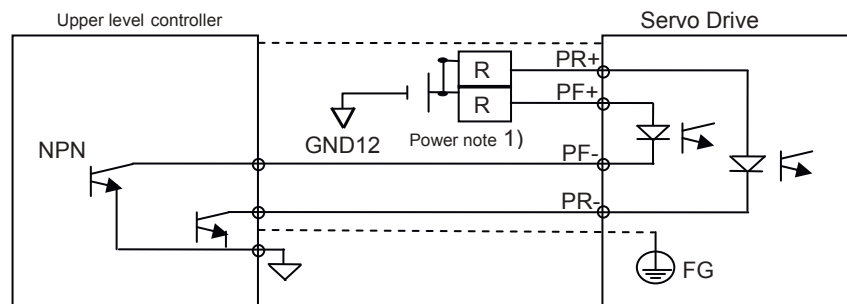 Upper level controller
Servo Drive
PR+
R
PF+
R
GND12
Power note 1)
NPN
PF-
PR-
FG